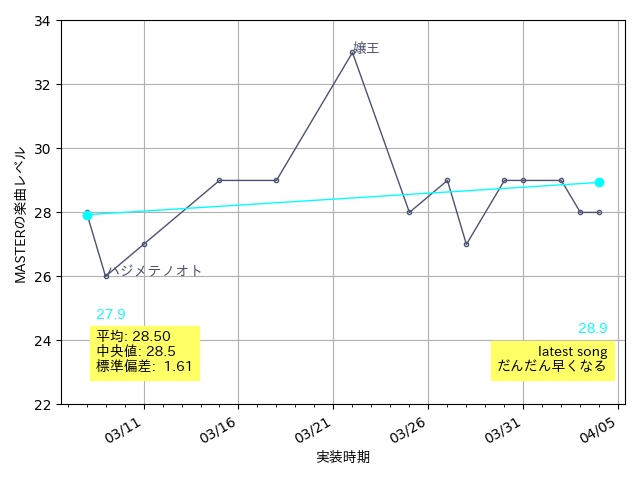 34
32
30
28
26
24
22
MASTERの楽曲レベル
嬢王
ハジメテノオト
27.9
平均: 28.50
中央値: 28.5
標準偏差: 1.61
28.9
latest song
だんだん早くなる
03/11
03/16
03/21
03/26
03/31
04/05
実装時期